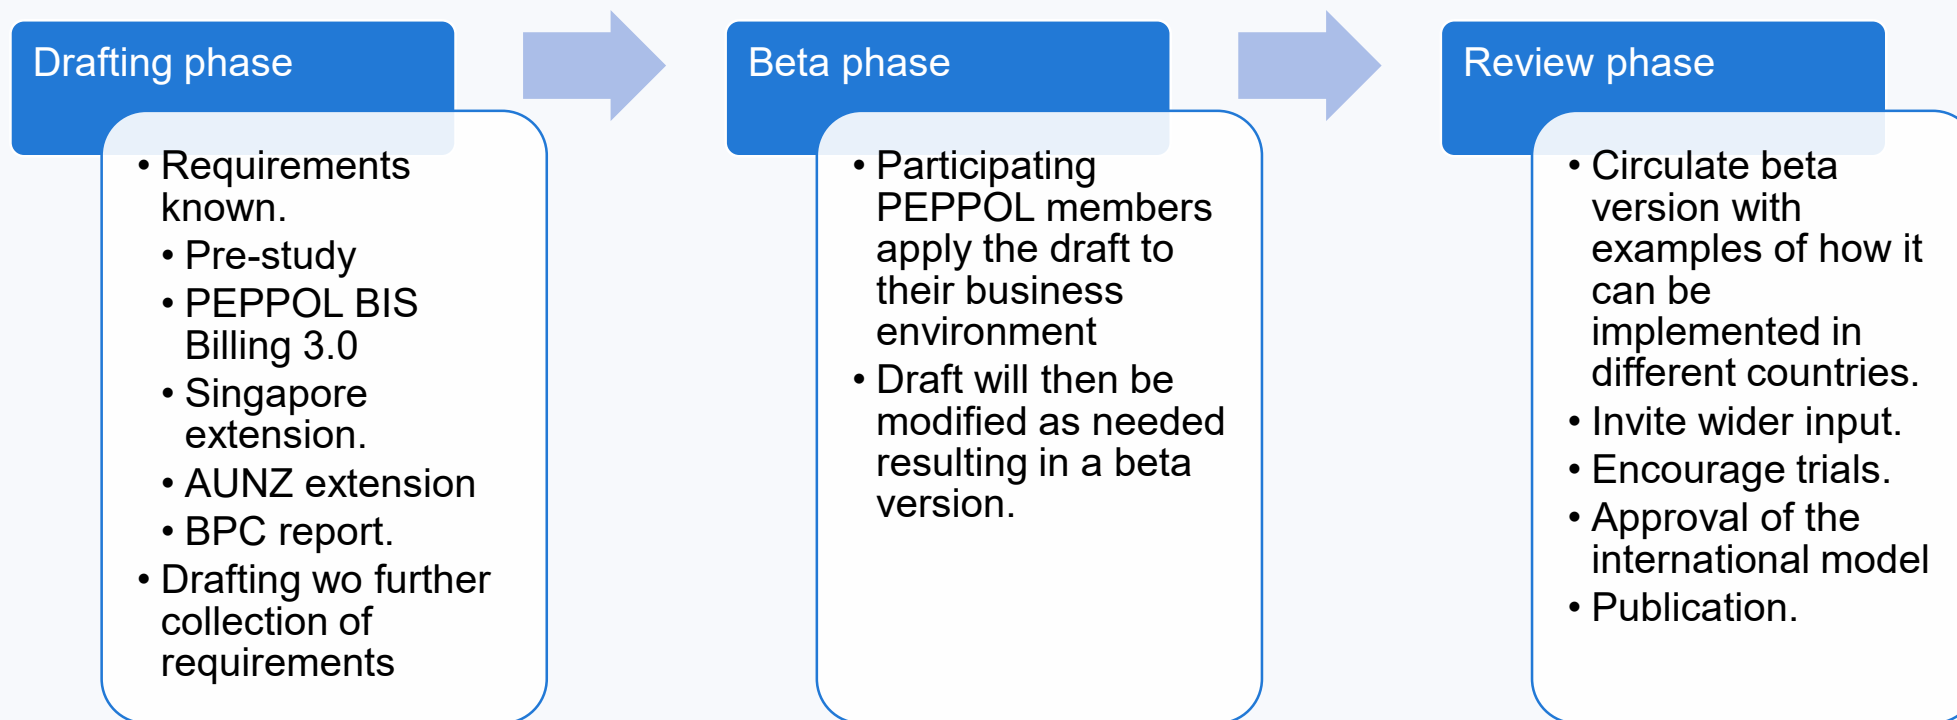 Drafting phase
• Requirements
known.
• Pre-study
• PEPPOL BIS
Billing 3.0
• Singapore
extension.
• AUNZ extension
• BPC report.
• Drafting wo further
collection of
requirements
Beta phase
• Participating
PEPPOL members
apply the draft to
their business
environment
• Draft will then be
modified as needed
resulting in a beta
version.
Review phase
• Circulate beta
version with
examples of how it
can be
implemented in
different countries.
• Invite wider input.
• Encourage trials.
• Approval of the
international model
• Publication.